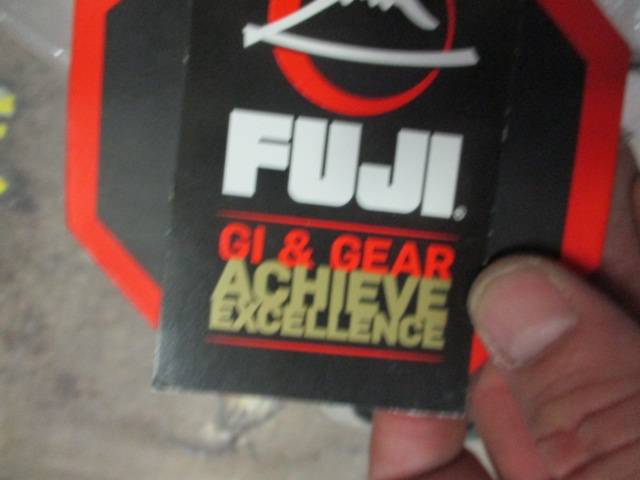 FUJI
GI & GEAR
ACHIEVE
EXCELLENCE